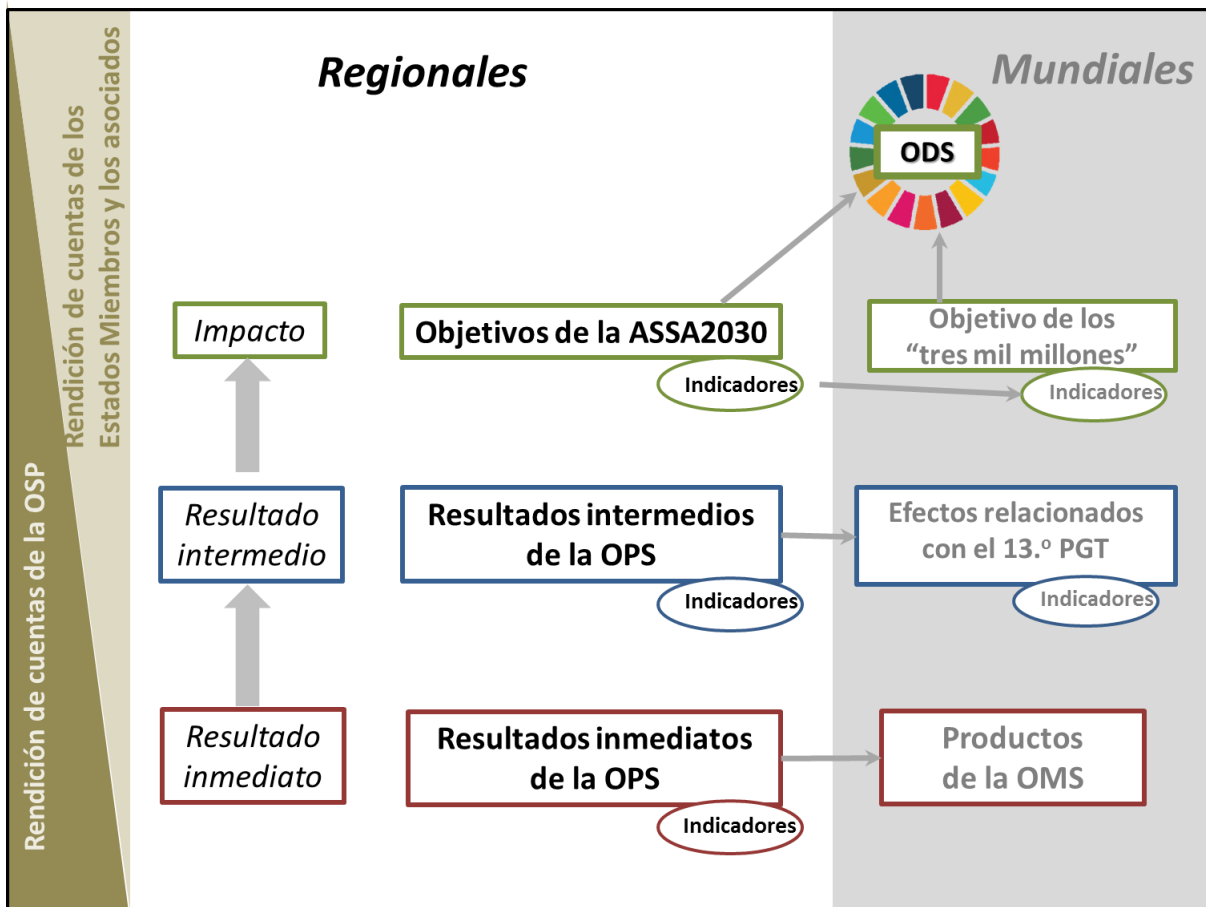 Rendición de cuentas de la OSP
Rendición de cuentas de los
Estados Miembros y los asociados
Regionales
Mundiales
ODS
Impacto
Objetivos de la ASSA2030
Indicadores
Objetivo de los
“tres mil millones”
Indicadores
Resultado
intermedio
Resultados intermedios
de la OPS
Indicadores
Efectos relacionados
con el 13.º PGT
Indicadores
Resultado
inmediato
Resultados inmediatos
de la OPS
Indicadores
Productos
de la OMS